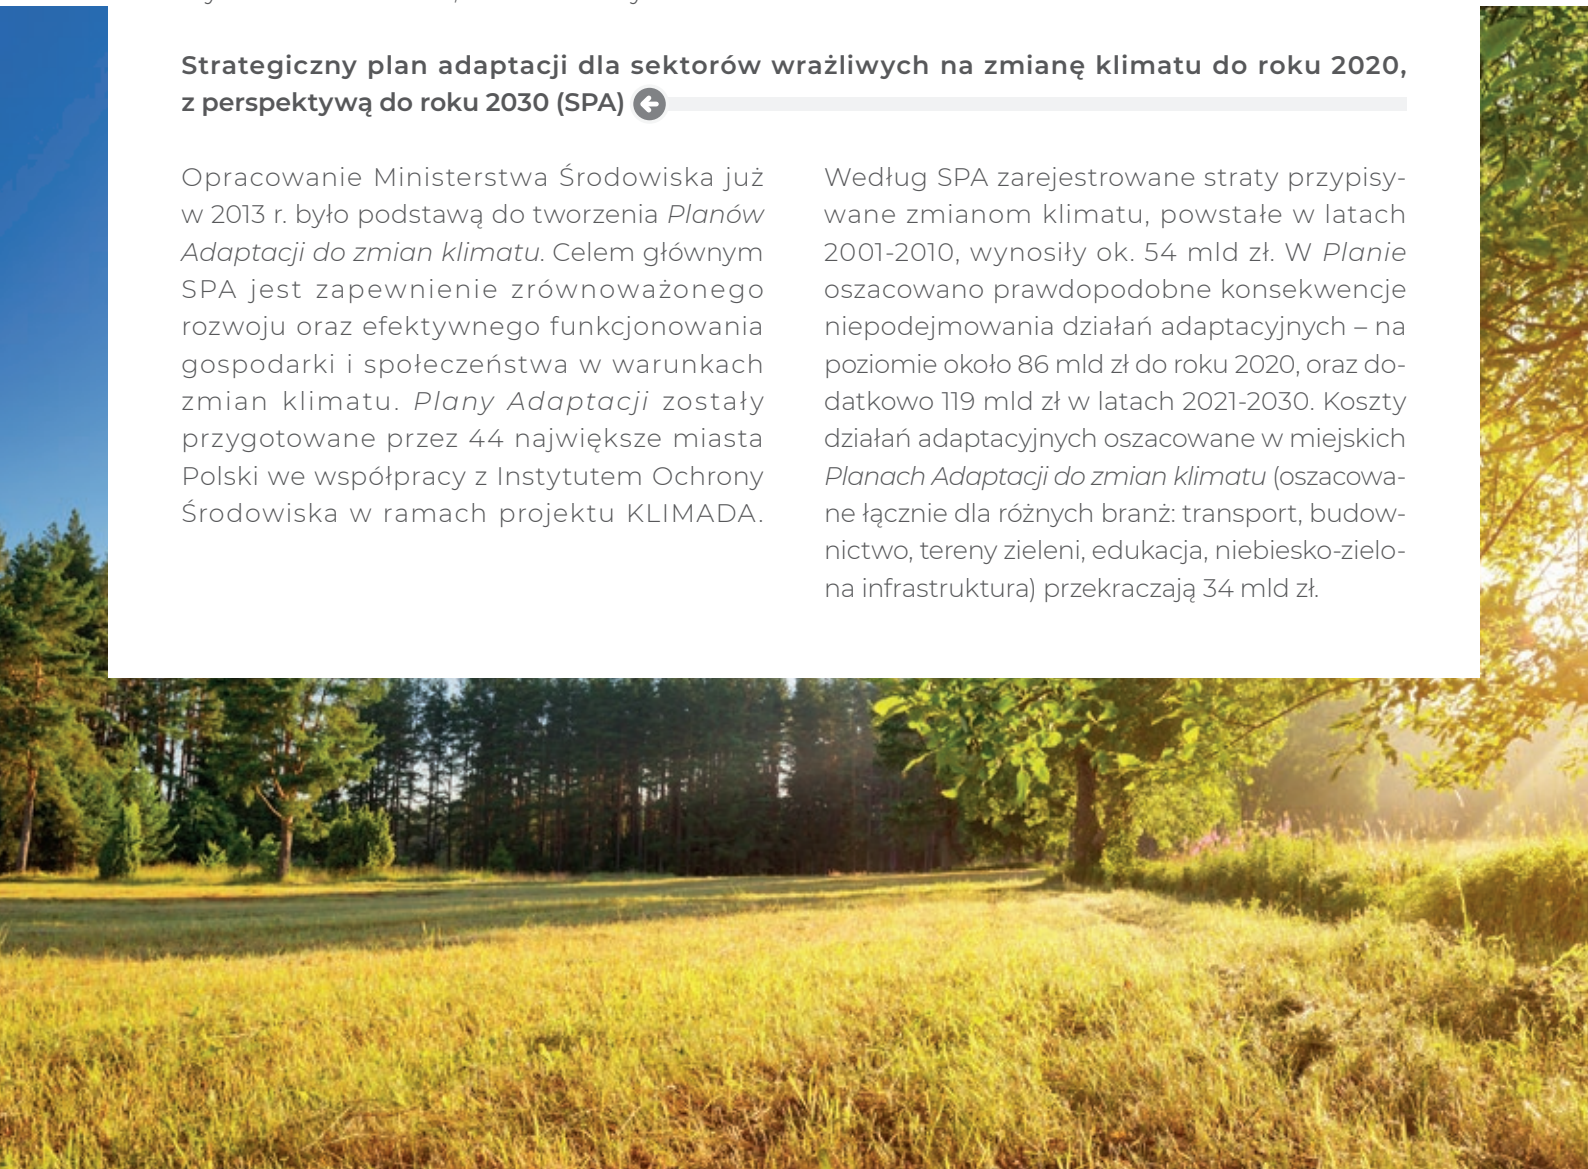 Strategiczny plan adaptacji dla sektorów wrażliwych na zmianę klimatu do roku 2020,
z perspektywą do roku 2030 (SPA)
Opracowanie Ministerstwa Środowiska już
w 2013 r. było podstawą do tworzenia Planów
Adaptacji do zmian klimatu. Celem głównym
SPA jest zapewnienie zrównoważonego
rozwoju oraz efektywnego funkcjonowania
gospodarki i społeczeństwa w warunkach
zmian klimatu. Plany Adaptacji zostały
przygotowane przez 44 największe miasta
Polski we współpracy z Instytutem Ochrony
Środowiska w ramach projektu KLIMADA.
Według SPA zarejestrowane straty przypisy-
wane zmianom klimatu, powstałe w latach
2001-2010, wynosiły ok. 54 mld zł. W Planie
oszacowano prawdopodobne konsekwencje
niepodejmowania działań adaptacyjnych – na
poziomie około 86 mld zł do roku 2020, oraz do-
datkowo 119 mld zł w latach 2021-2030. Koszty
działań adaptacyjnych oszacowane w miejskich
Planach Adaptacji do zmian klimatu (oszacowa-
ne łącznie dla różnych branż: transport, budow-
nictwo, tereny zieleni, edukacja, niebiesko-zielo-
na infrastruktura) przekraczają 34 mld zł.